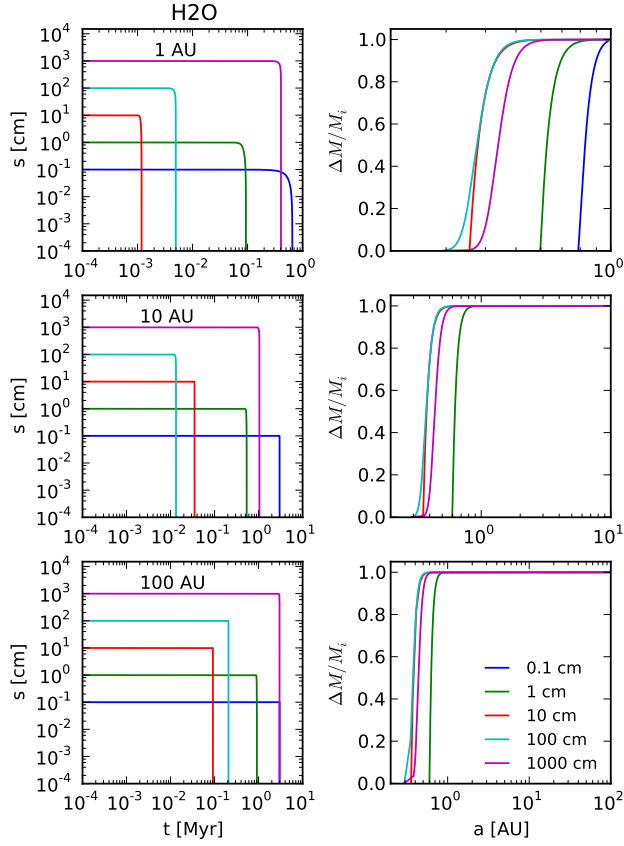 H2O
1 AU
s [cm]
10^4
10^3
10^2
10^1
10^0
10^-1
10^-2
10^-3
10^-4
10^-4 10^-3 10^-2 10^-1 10^0
ΔM/M_i
1.0
0.8
0.6
0.4
0.2
0.0
10^0
10 AU
s [cm]
10^4
10^3
10^2
10^1
10^0
10^-1
10^-2
10^-3
10^-4
10^-4 10^-3 10^-2 10^-1 10^0 10^1
ΔM/M_i
1.0
0.8
0.6
0.4
0.2
0.0
10^0 10^1
100 AU
s [cm]
10^4
10^3
10^2
10^1
10^0
10^-1
10^-2
10^-3
10^-4
10^-4 10^-3 10^-2 10^-1 10^0 10^1
t [Myr]
ΔM/M_i
1.0
0.8
0.6
0.4
0.2
0.0
0.1 cm
1 cm
10 cm
100 cm
1000 cm
10^0 10^1 10^2
a [AU]